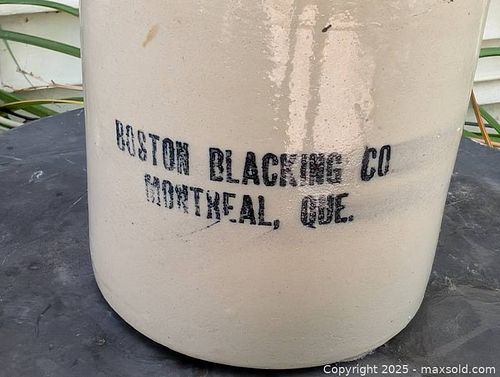 BOSTON BLACKING CO
MONTREAL, QUE.
Copyright 2025 - maxsold.com